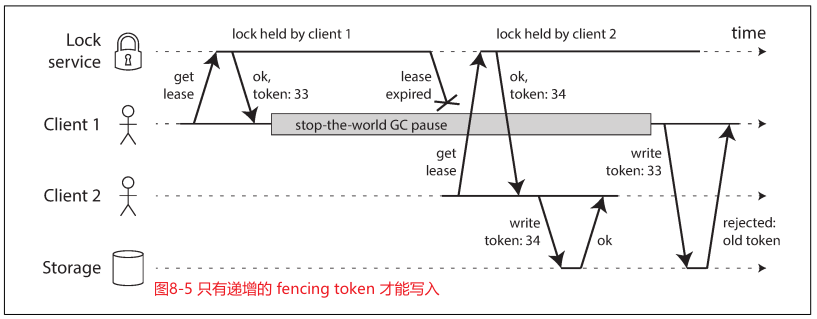 Lock
service
lock held by client 1
lock held by client 2
time
get
lease
ok,
token: 33
lease
expired
ok,
token: 34
Client 1
stop-the-world GC pause
get
lease
write
token: 33
Client 2
write
token: 34
ok
rejected:
old token
Storage
图8-5 只有递增的 fencing token 才能写入